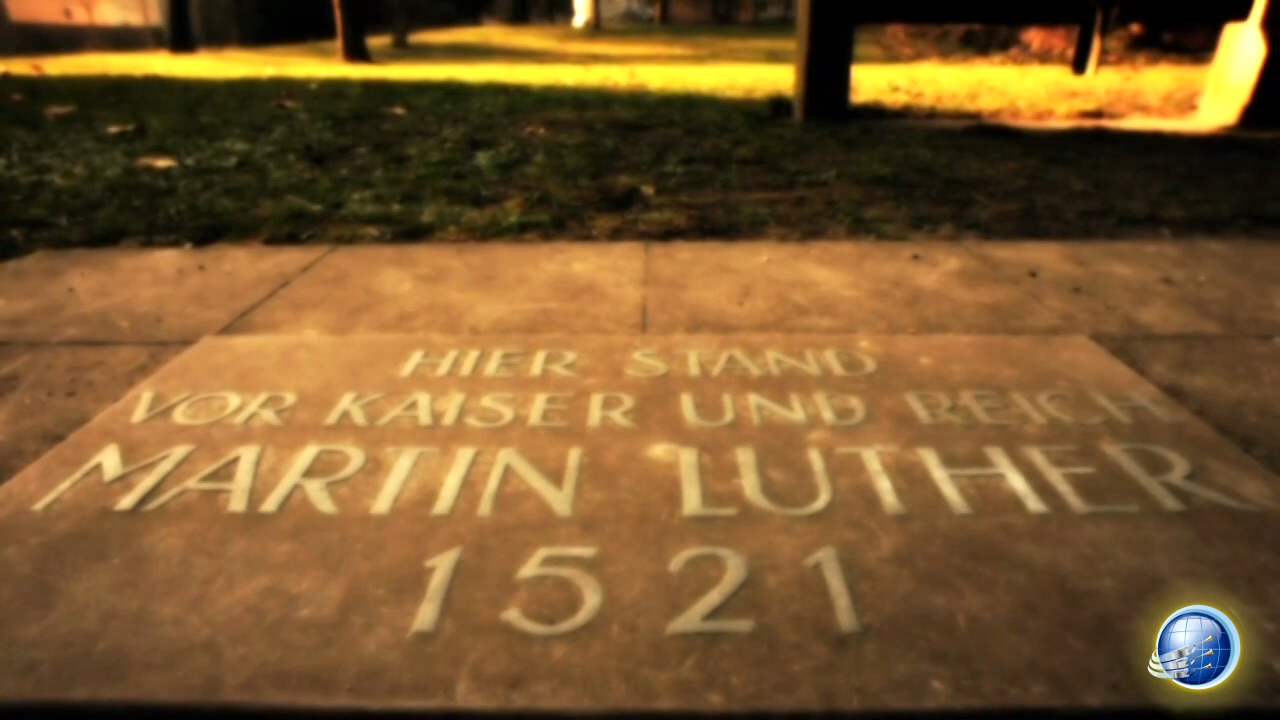 HIER STAND
VOR KAISER UND REICH
MARTIN LUTHER
1521